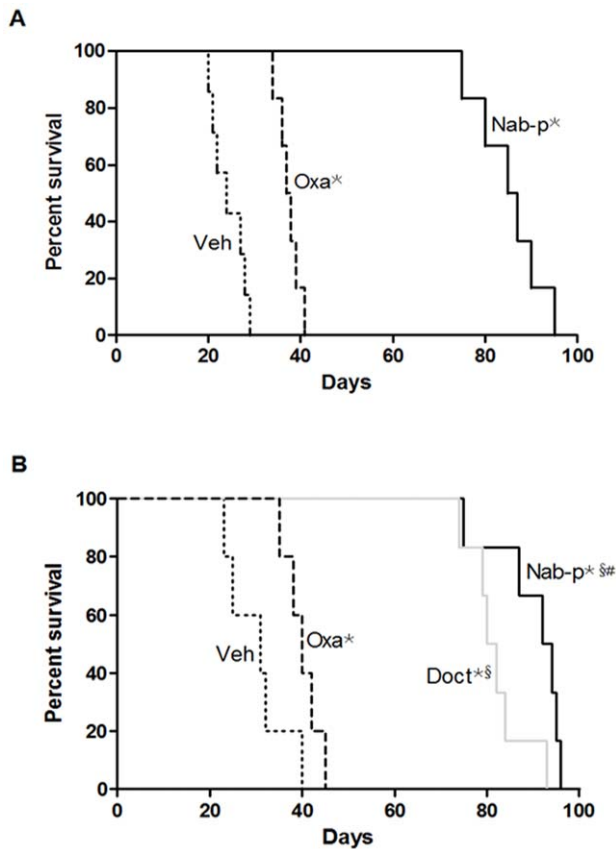 A
Percent survival
100
80
60
40
20
0
Nab-p*
Oxa*
Veh
0 20 40 60 80 100
Days
B
Percent survival
100
80
60
40
20
0
Nab-p* §#
Oxa*
Veh
Doct*§
0 20 40 60 80 100
Days